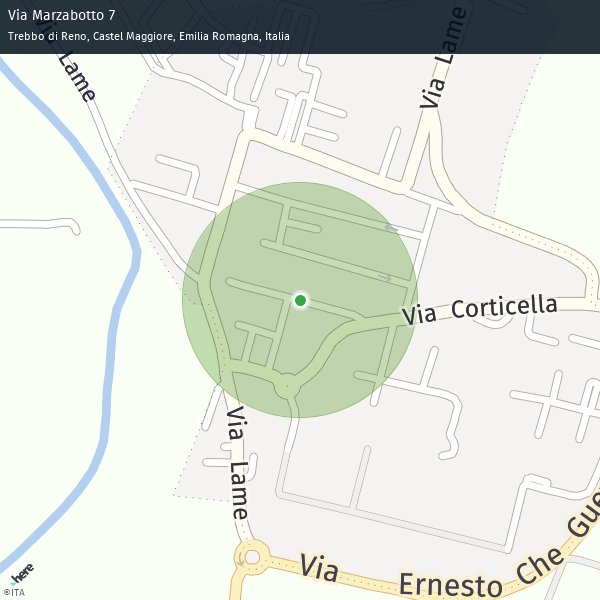 Via Marzabotto 7
Trebbo di Reno, Castel Maggiore, Emilia Romagna, Italia
Via Lame
Via Lame
Via Corticella
Via Lame
Via Ernesto Che Gue
here
©ITA